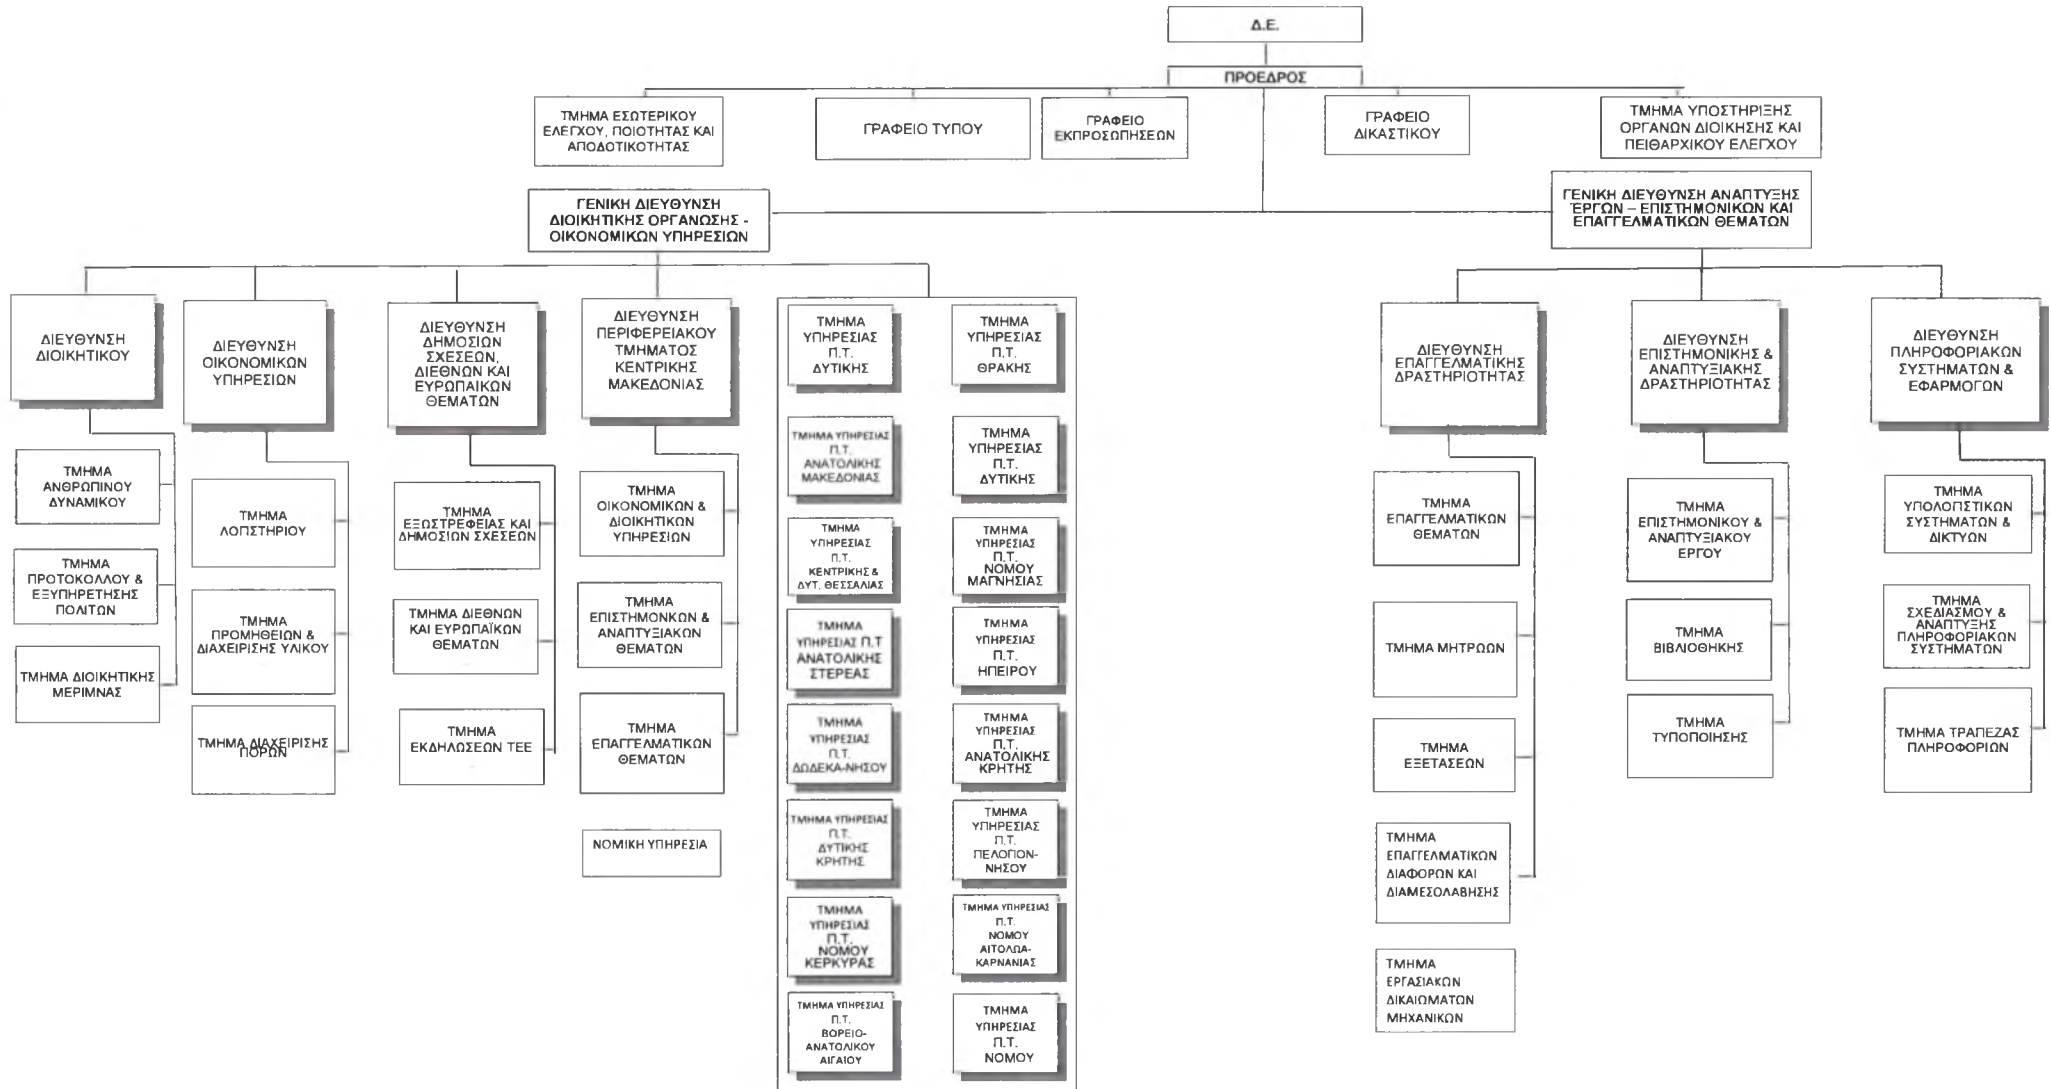 Δ.Ε.
ΠΡΟΕΔΡΟΣ
ΤΜΗΜΑ ΕΣΩΤΕΡΙΚΟΥ
ΕΛΕΓΧΟΥ, ΠΟΙΟΤΗΤΑΣ ΚΑΙ
ΑΠΟΔΟΤΙΚΟΤΗΤΑΣ
ΓΡΑΦΕΙΟ ΤΥΠΟΥ
ΓΡΑΦΕΙΟ
ΕΚΠΡΟΣΩΠΗΣΕΩΝ
ΓΡΑΦΕΙΟ
ΔΙΚΑΣΤΙΚΟΥ
ΤΜΗΜΑ ΥΠΟΣΤΗΡΙΞΗΣ
ΟΡΓΑΝΩΝ ΔΙΟΙΚΗΣΗΣ ΚΑΙ
ΠΕΙΘΑΡΧΙΚΟΥ ΕΛΕΓΧΟΥ
ΓΕΝΙΚΗ ΔΙΕΥΘΥΝΣΗ
ΔΙΟΙΚΗΤΙΚΗΣ ΟΡΓΑΝΩΣΗΣ -
ΟΙΚΟΝΟΜΙΚΩΝ ΥΠΗΡΕΣΙΩΝ
ΓΕΝΙΚΗ ΔΙΕΥΘΥΝΣΗ ΑΝΑΠΤΥΞΗΣ
ΕΡΓΩΝ – ΕΠΙΣΤΗΜΟΝΙΚΩΝ ΚΑΙ
ΕΠΑΓΓΕΛΜΑΤΙΚΩΝ ΘΕΜΑΤΩΝ
ΔΙΕΥΘΥΝΣΗ
ΔΙΟΙΚΗΤΙΚΟΥ
ΤΜΗΜΑ
ΑΝΘΡΩΠΙΝΟΥ
ΔΥΝΑΜΙΚΟΥ
ΤΜΗΜΑ
ΠΡΟΤΟΚΟΛΛΟΥ &
ΕΞΥΠΗΡΕΤΗΣΗΣ
ΠΟΛΙΤΩΝ
ΤΜΗΜΑ ΔΙΟΙΚΗΤΙΚΗΣ
ΜΕΡΙΜΝΑΣ
ΔΙΕΥΘΥΝΣΗ
ΟΙΚΟΝΟΜΙΚΩΝ
ΥΠΗΡΕΣΙΩΝ
ΤΜΗΜΑ
ΛΟΠΣΤΗΡΙΟΥ
ΤΜΗΜΑ
ΠΡΟΜΗΘΕΙΩΝ &
ΔΙΑΧΕΙΡΙΣΗΣ ΥΛΙΚΟΥ
ΤΜΗΜΑ ΔΙΑΧΕΙΡΙΣΗΣ
ΠΟΡΩΝ
ΔΙΕΥΘΥΝΣΗ
ΔΗΜΟΣΙΩΝ
ΣΧΕΣΕΩΝ,
ΔΙΕΘΝΩΝ ΚΑΙ
ΕΥΡΩΠΑΙΚΩΝ
ΘΕΜΑΤΩΝ
ΤΜΗΜΑ
ΕΞΩΣΤΡΕΦΕΙΑΣ ΚΑΙ
ΔΗΜΟΣΙΩΝ ΣΧΕΣΕΩΝ
ΤΜΗΜΑ ΔΙΕΘΝΩΝ
ΚΑΙ ΕΥΡΩΠΑΪΚΩΝ
ΘΕΜΑΤΩΝ
ΤΜΗΜΑ
ΕΚΔΗΛΩΣΕΩΝ ΤΕΕ
ΔΙΕΥΘΥΝΣΗ
ΠΕΡΙΦΕΡΕΙΑΚΟΥ
ΤΜΗΜΑΤΟΣ
ΚΕΝΤΡΙΚΗΣ
ΜΑΚΕΔΟΝΙΑΣ
ΤΜΗΜΑ
ΟΙΚΟΝΟΜΙΚΩΝ &
ΔΙΟΙΚΗΤΙΚΩΝ
ΥΠΗΡΕΣΙΩΝ
ΤΜΗΜΑ
ΕΠΙΣΤΗΜΟΝΚΩΝ &
ΑΝΑΠΤΥΞΙΑΚΩΝ
ΘΕΜΑΤΩΝ
ΤΜΗΜΑ
ΕΠΑΓΓΕΛΜΑΤΙΚΩΝ
ΘΕΜΑΤΩΝ
ΝΟΜΙΚΗ ΥΠΗΡΕΣΙΑ
ΤΜΗΜΑ
ΥΠΗΡΕΣΙΑΣ
Π.Τ.
ΔΥΤΙΚΗΣ
ΤΜΗΜΑ
ΥΠΗΡΕΣΙΑΣ
Π.Τ.
ΘΡΑΚΗΣ
ΤΜΗΜΑ ΥΠΗΡΕΣΙΑΣ
Π.Τ.
ΑΝΑΤΟΛΙΚΗΣ
ΜΑΚΕΔΟΝΙΑΣ
ΤΜΗΜΑ
ΥΠΗΡΕΣΙΑΣ
Π.Τ.
ΔΥΤΙΚΗΣ
ΤΜΗΜΑ
ΥΠΗΡΕΣΙΑΣ
Π.Τ.
ΚΕΝΤΡΙΚΗΣ &
ΔΥΤ. ΘΕΣΣΑΛΙΑΣ
ΤΜΗΜΑ
ΥΠΗΡΕΣΙΑΣ
Π.Τ.
ΝΟΜΟΥ
ΜΑΓΝΗΣΙΑΣ
ΤΜΗΜΑ
ΥΠΗΡΕΣΙΑΣ Π.Τ
ΑΝΑΤΟΛΙΚΗΣ
ΣΤΕΡΕΑΣ
ΤΜΗΜΑ
ΥΠΗΡΕΣΙΑΣ
Π.Τ.
ΗΠΕΙΡΟΥ
ΤΜΗΜΑ
ΥΠΗΡΕΣΙΑΣ
Π.Τ.
ΔΩΔΕΚΑ-ΝΗΣΟΥ
ΤΜΗΜΑ
ΥΠΗΡΕΣΙΑΣ
Π.Τ.
ΑΝΑΤΟΛΙΚΗΣ
ΚΡΗΤΗΣ
ΤΜΗΜΑ ΥΠΗΡΕΣΙΑΣ
Π.Τ.
ΔΥΤΙΚΗΣ
ΚΡΗΤΗΣ
ΤΜΗΜΑ
ΥΠΗΡΕΣΙΑΣ
Π.Τ.
ΠΕΛΟΠΟΝ-
ΝΗΣΟΥ
ΤΜΗΜΑ
ΥΠΗΡΕΣΙΑΣ
Π.Τ.
ΝΟΜΟΥ
ΚΕΡΚΥΡΑΣ
ΤΜΗΜΑ ΥΠΗΡΕΣΙΑΣ
Π.Τ.
ΝΟΜΟΥ
ΑΙΤΟΛΩΑ-
ΚΑΡΝΑΝΙΑΣ
ΤΜΗΜΑ ΥΠΗΡΕΣΙΑΣ
Π.Τ.
ΒΟΡΕΙΟ-
ΑΝΑΤΟΛΙΚΟΥ
ΑΙΓΑΙΟΥ
ΤΜΗΜΑ
ΥΠΗΡΕΣΙΑΣ
Π.Τ.
ΝΟΜΟΥ
ΔΙΕΥΘΥΝΣΗ
ΕΠΑΓΓΕΛΜΑΤΙΚΗΣ
ΔΡΑΣΤΗΡΙΟΤΗΤΑΣ
ΤΜΗΜΑ
ΕΠΑΓΓΕΛΜΑΤΙΚΩΝ
ΘΕΜΑΤΩΝ
ΤΜΗΜΑ ΜΗΤΡΩΩΝ
ΤΜΗΜΑ
ΕΞΕΤΑΣΕΩΝ
ΤΜΗΜΑ
ΕΠΑΓΓΕΛΜΑΤΙΚΩΝ
ΔΙΑΦΟΡΩΝ ΚΑΙ
ΔΙΑΜΕΣΟΛΑΒΗΣΗΣ
ΤΜΗΜΑ
ΕΡΓΑΣΙΑΚΩΝ
ΔΙΚΑΙΩΜΑΤΩΝ
ΜΗΧΑΝΙΚΩΝ
ΔΙΕΥΘΥΝΣΗ
ΕΠΙΣΤΗΜΟΝΙΚΗΣ &
ΑΝΑΠΤΥΞΙΑΚΗΣ
ΔΡΑΣΤΗΡΙΟΤΗΤΑΣ
ΤΜΗΜΑ
ΕΠΙΣΤΗΜΟΝΙΚΟΥ &
ΑΝΑΠΤΥΞΙΑΚΟΥ
ΕΡΓΟΥ
ΤΜΗΜΑ
ΒΙΒΛΙΟΘΗΚΗΣ
ΤΜΗΜΑ
ΤΥΠΟΠΟΙΗΣΗΣ
ΔΙΕΥΘΥΝΣΗ
ΠΛΗΡΟΦΟΡΙΑΚΩΝ
ΣΥΣΤΗΜΑΤΩΝ &
ΕΦΑΡΜΟΓΩΝ
ΤΜΗΜΑ
ΥΠΟΛΟΠΣΤΙΚΩΝ
ΣΥΣΤΗΜΑΤΩΝ &
ΔΙΚΤΥΩΝ
ΤΜΗΜΑ
ΣΧΕΔΙΑΣΜΟΥ &
ΑΝΑΠΤΥΞΗΣ
ΠΛΗΡΟΦΟΡΙΑΚΩΝ
ΣΥΣΤΗΜΑΤΩΝ
ΤΜΗΜΑ ΤΡΑΠΕΖΑΣ
ΠΛΗΡΟΦΟΡΙΩΝ